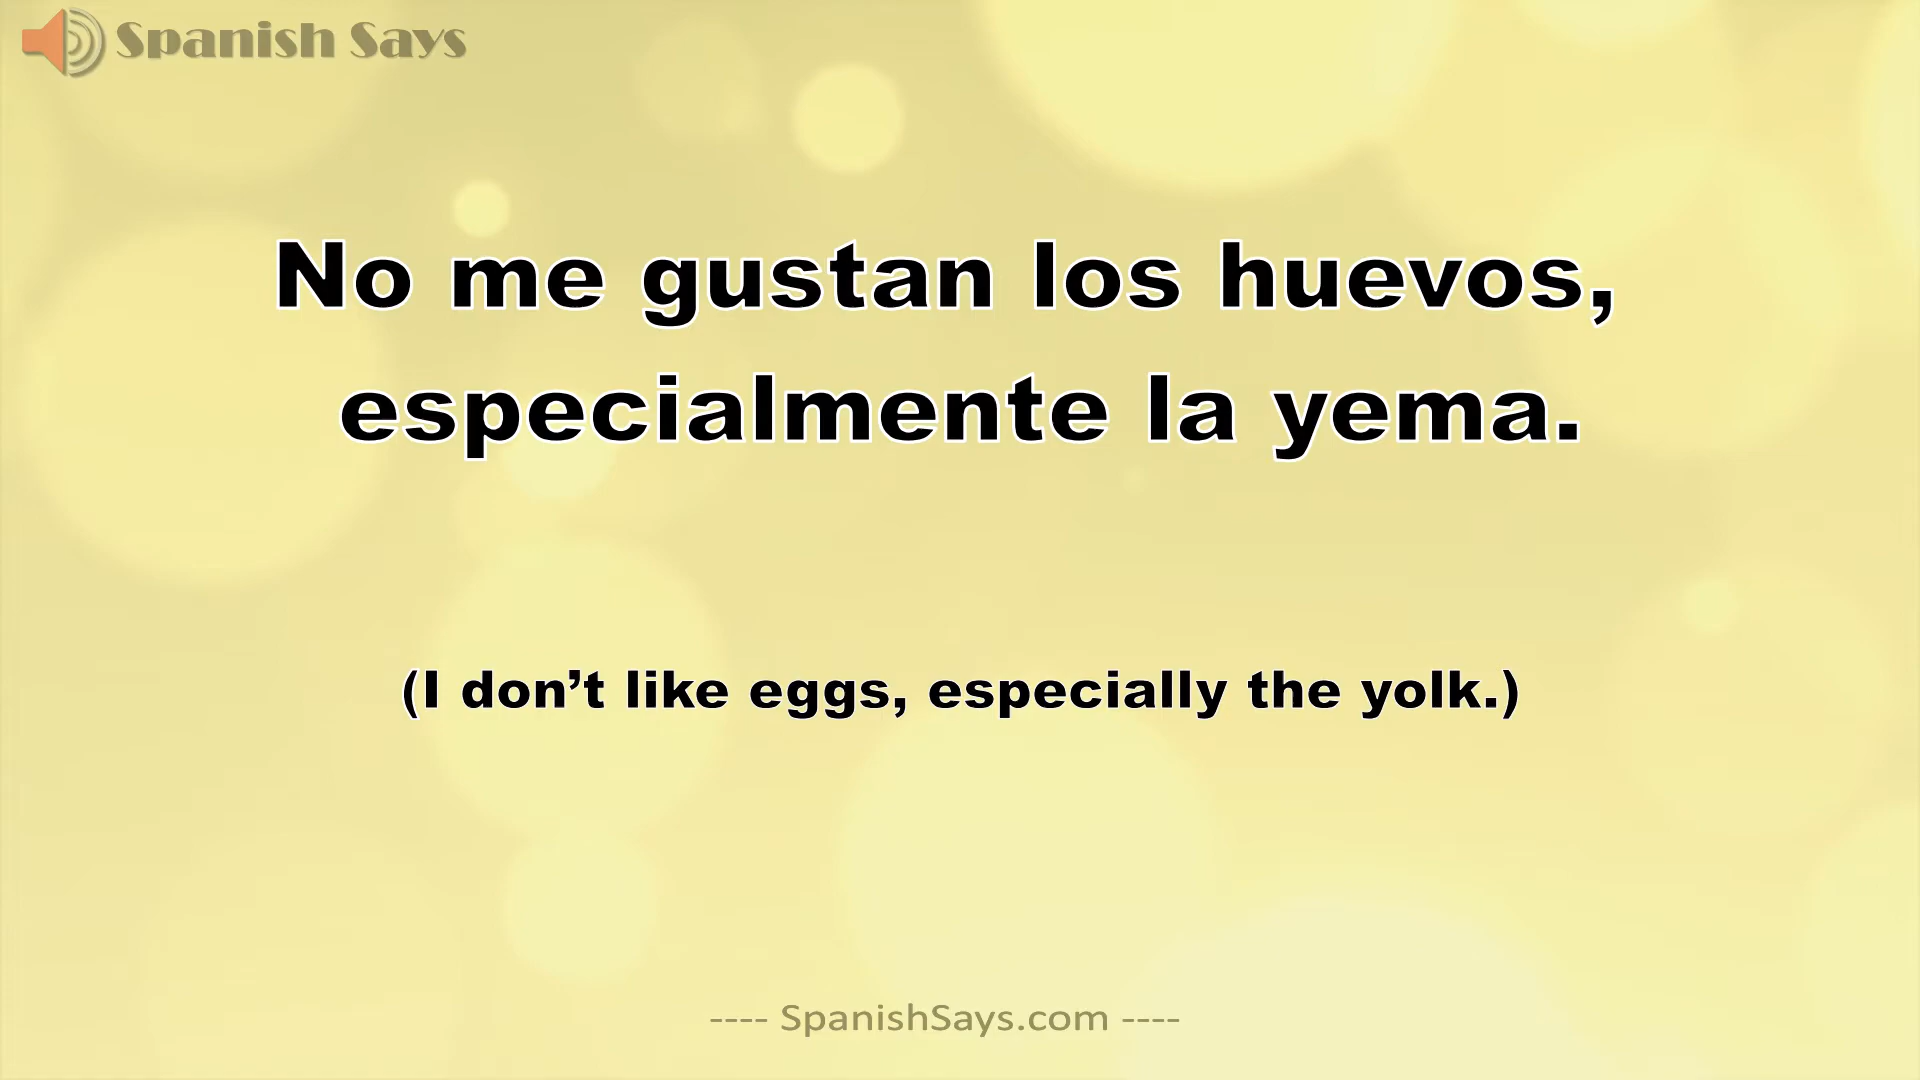 Spanish Says
No me gustan los huevos,
especialmente la yema.
(I don’t like eggs, especially the yolk.)
---- SpanishSays.com ----